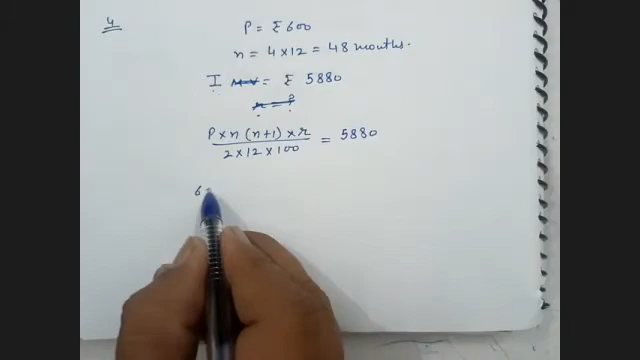 4
P = ₹ 600
n = 4 × 12 = 48 months.
I = ₹ 5880
r = ?
P × n (n+1) × r / 2 × 12 × 100 = 5880
6